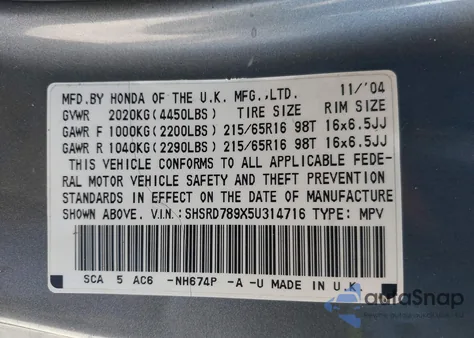 MFD.BY HONDA OF THE U.K. MFG.,LTD. 11/'04
GVWR 2020KG(4450LBS) TIRE SIZE RIM SIZE
GAWR F 1000KG(2200LBS) 215/65R16 98T 16x6.5JJ
GAWR R 1040KG(2290LBS) 215/65R16 98T 16x6.5JJ
THIS VEHICLE CONFORMS TO ALL APPLICABLE FEDE-
RAL MOTOR VEHICLE SAFETY AND THEFT PREVENTION
STANDARDS IN EFFECT ON THE DATE OF MANUFACTURE
SHOWN ABOVE. V.I.N.:SHSRD789X5U314716 TYPE: MPV
SCA 5 AC6 -NH674P -A -U MADE IN U.K.
autoSnap